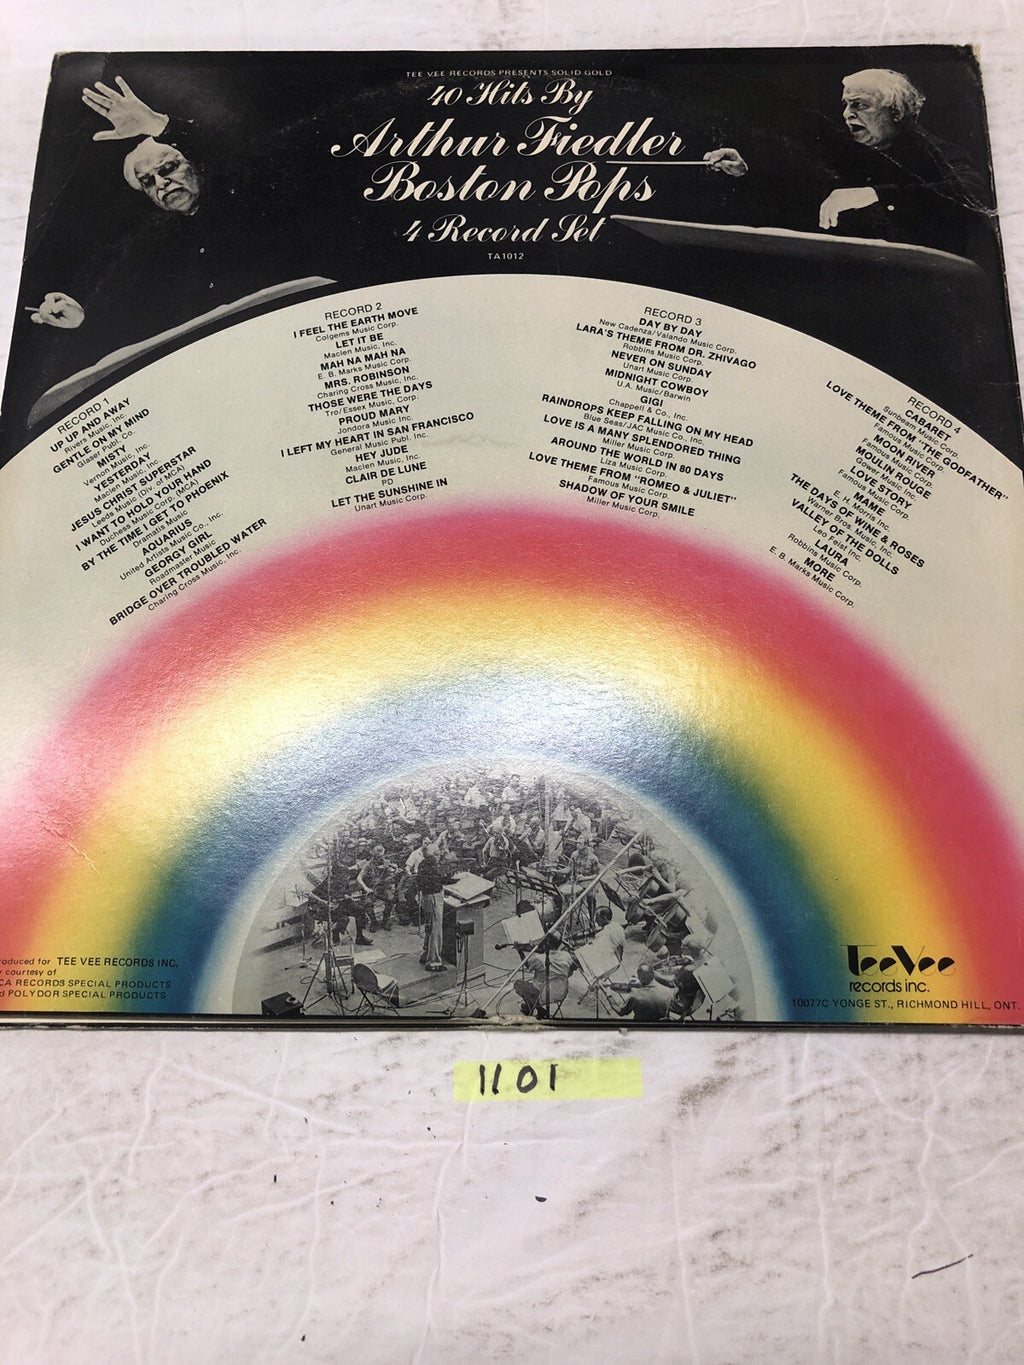 TEE VEE RECORDS PRESENTS SOLID GOLD
40 Hits By
Arthur Fiedler
Boston Pops
4 Record Set
TA1012
RECORD 1
UP UP AND AWAY
Rivers Music, Inc.
GENTLE ON MY MIND
Glaser Publ. Co.
MISTY
Vernon Music, Inc.
YESTERDAY
Maclen Music, Inc.
JESUS CHRIST SUPERSTAR
Leeds Music (Div. of MCA)
I WANT TO HOLD YOUR HAND
Duchess Music Corp. (MCA)
BY THE TIME I GET TO PHOENIX
Dramatis Music
AQUARIUS
United Artists Music Co., Inc.
GEORGY GIRL
Roadmaster Music
BRIDGE OVER TROUBLED WATER
Charing Cross Music, Inc.
RECORD 2
I FEEL THE EARTH MOVE
Colgems Music Corp.
LET IT BE
Maclen Music, Inc.
MAH NA MAH NA
E. B. Marks Music Corp.
MRS. ROBINSON
Charing Cross Music, Inc.
THOSE WERE THE DAYS
Tro/Essex Music, Corp.
PROUD MARY
Jondora Music Inc.
I LEFT MY HEART IN SAN FRANCISCO
General Music Publ. Inc.
HEY JUDE
Maclen Music, Inc.
CLAIR DE LUNE
PD
LET THE SUNSHINE IN
Unart Music Corp.
RECORD 3
DAY BY DAY
New Cadenza/Valando Music Corp.
LARA'S THEME FROM DR. ZHIVAGO
Robbins Music Corp.
NEVER ON SUNDAY
Unart Music Corp.
MIDNIGHT COWBOY
U.A. Music/Barwin
GIGI
Chappell & Co., Inc.
RAINDROPS KEEP FALLING ON MY HEAD
Blue Seas/JAC Music Co., Inc.
LOVE IS A MANY SPLENDORED THING
Miller Music Corp.
AROUND THE WORLD IN 80 DAYS
Liza Music Corp.
LOVE THEME FROM "ROMEO & JULIET"
Famous Music Corp.
SHADOW OF YOUR SMILE
Miller Music Corp.
RECORD 4
CABARET
Sunbeam Music Corp.
LOVE THEME FROM "THE GODFATHER"
Famous Music Corp.
MOON RIVER
Famous Music Corp.
MOULIN ROUGE
Gower Music, Inc.
LOVE STORY
Famous Music Corp.
MAME
E. H. Morris Inc.
THE DAYS OF WINE & ROSES
Warner Bros. Music, Inc.
VALLEY OF THE DOLLS
Leo Feist Inc.
LAURA
Robbins Music Corp.
MORE
E. B. Marks Music Corp.
oduced for TEE VEE RECORDS INC.
y courtesy of
CA RECORDS SPECIAL PRODUCTS
d POLYDOR SPECIAL PRODUCTS
TeeVee
records inc.
10077C YONGE ST., RICHMOND HILL, ONT.
1101